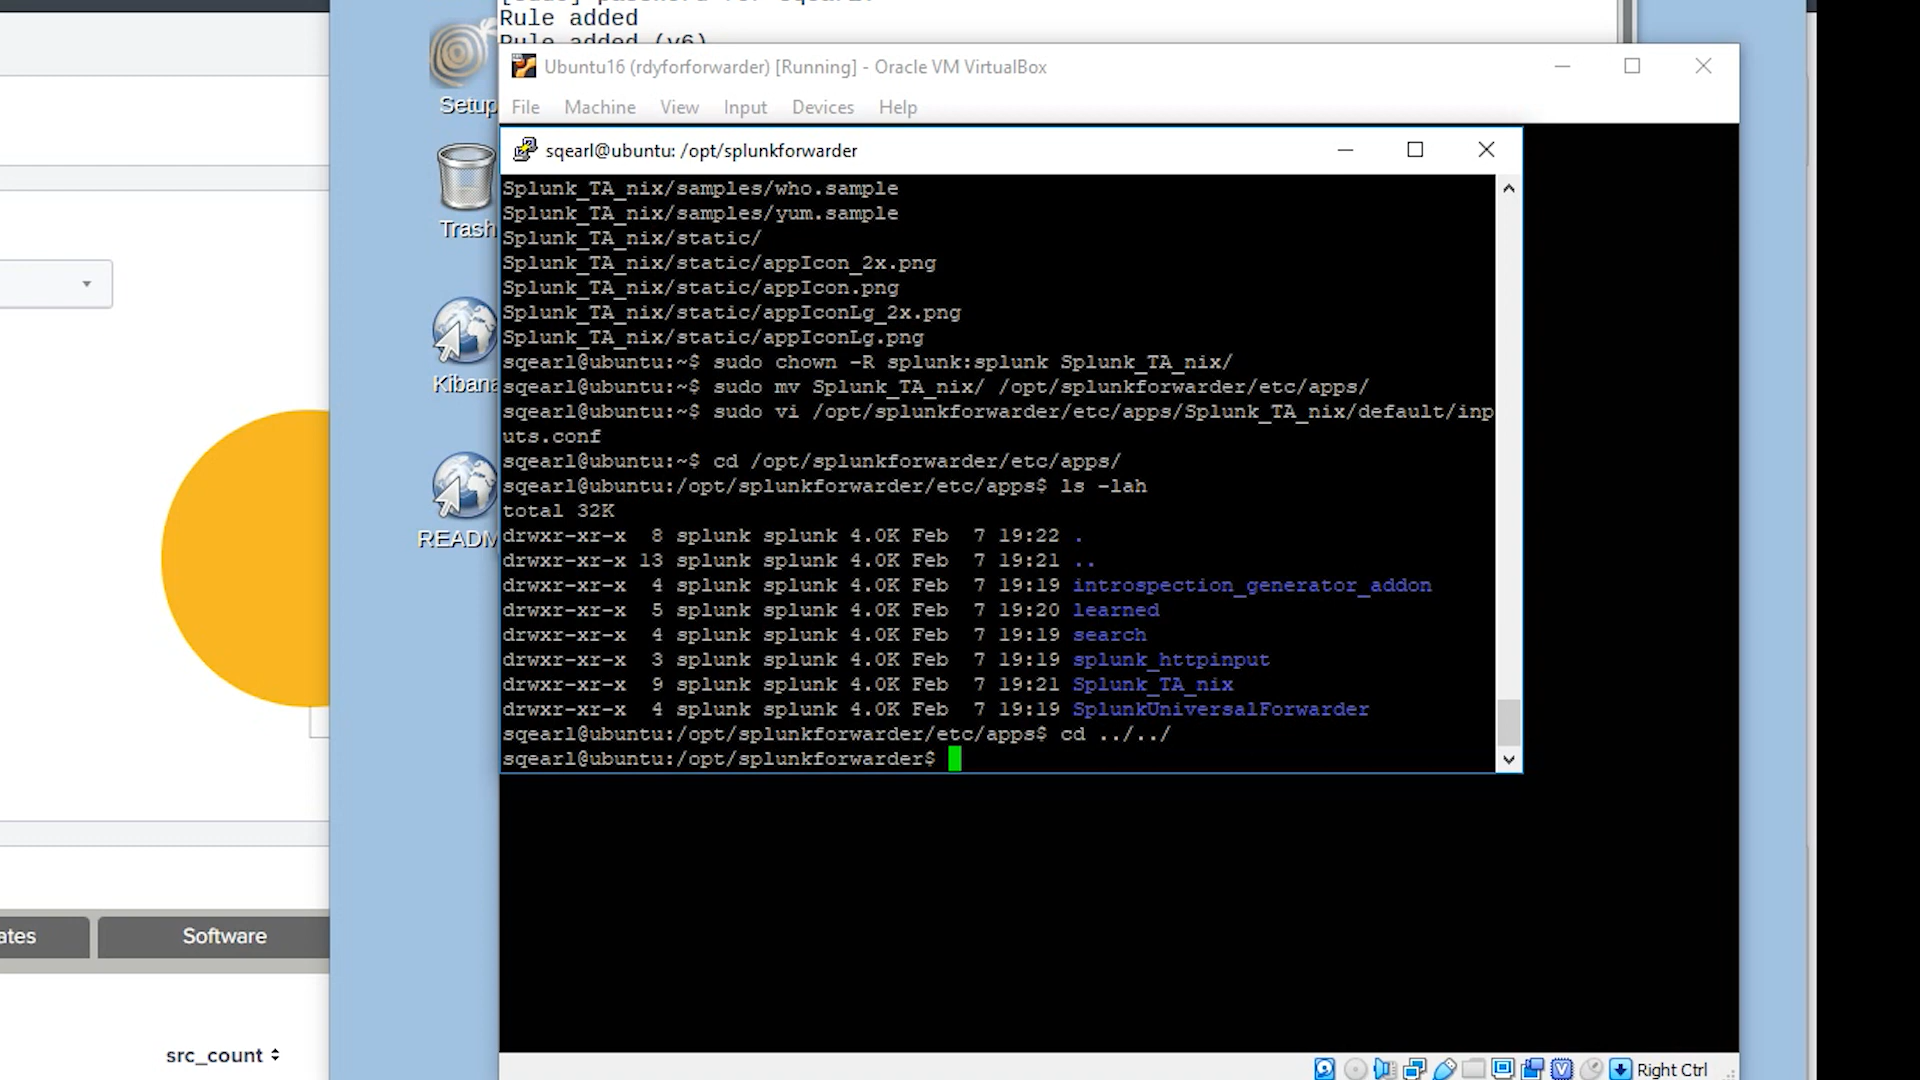 Rule added
Rule added (v6)
Ubuntu16 (rdyforforwarder) [Running] - Oracle VM VirtualBox
File Machine View Input Devices Help
sqearl@ubuntu: /opt/splunkforwarder
Setup
Trash
Kibana
READM
Splunk_TA_nix/samples/who.sample
Splunk_TA_nix/samples/yum.sample
Splunk_TA_nix/static/
Splunk_TA_nix/static/appIcon_2x.png
Splunk_TA_nix/static/appIcon.png
Splunk_TA_nix/static/appIconLg_2x.png
Splunk_TA_nix/static/appIconLg.png
sqearl@ubuntu:~$ sudo chown -R splunk:splunk Splunk_TA_nix/
sqearl@ubuntu:~$ sudo mv Splunk_TA_nix/ /opt/splunkforwarder/etc/apps/
sqearl@ubuntu:~$ sudo vi /opt/splunkforwarder/etc/apps/Splunk_TA_nix/default/inp
uts.conf
sqearl@ubuntu:~$ cd /opt/splunkforwarder/etc/apps/
sqearl@ubuntu:/opt/splunkforwarder/etc/apps$ ls -lah
total 32K
drwxr-xr-x 8 splunk splunk 4.0K Feb 7 19:22 .
drwxr-xr-x 13 splunk splunk 4.0K Feb 7 19:21 ..
drwxr-xr-x 4 splunk splunk 4.0K Feb 7 19:19 introspection_generator_addon
drwxr-xr-x 5 splunk splunk 4.0K Feb 7 19:20 learned
drwxr-xr-x 4 splunk splunk 4.0K Feb 7 19:19 search
drwxr-xr-x 3 splunk splunk 4.0K Feb 7 19:19 splunk_httpinput
drwxr-xr-x 9 splunk splunk 4.0K Feb 7 19:21 Splunk_TA_nix
drwxr-xr-x 4 splunk splunk 4.0K Feb 7 19:19 SplunkUniversalForwarder
sqearl@ubuntu:/opt/splunkforwarder/etc/apps$ cd ../../
sqearl@ubuntu:/opt/splunkforwarder$
ates
Software
src_count
Right Ctrl